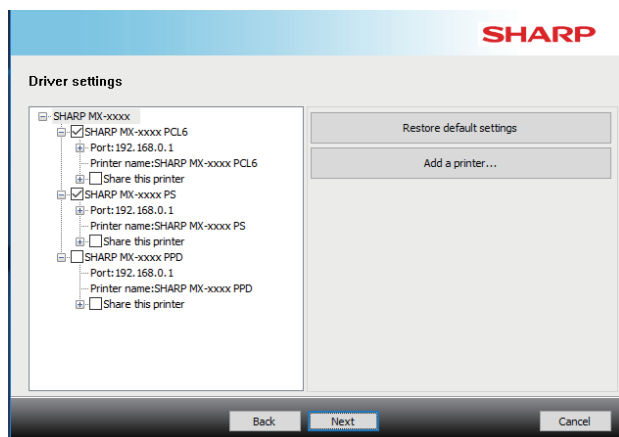 SHARP
Driver settings
SHARP MX-xxxx
SHARP MX-xxxx PCL6
Port:192.168.0.1
Printer name:SHARP MX-xxxx PCL6
Share this printer
SHARP MX-xxxx PS
Port:192.168.0.1
Printer name:SHARP MX-xxxx PS
Share this printer
SHARP MX-xxxx PPD
Port:192.168.0.1
Printer name:SHARP MX-xxxx PPD
Share this printer
Restore default settings
Add a printer...
Back Next Cancel